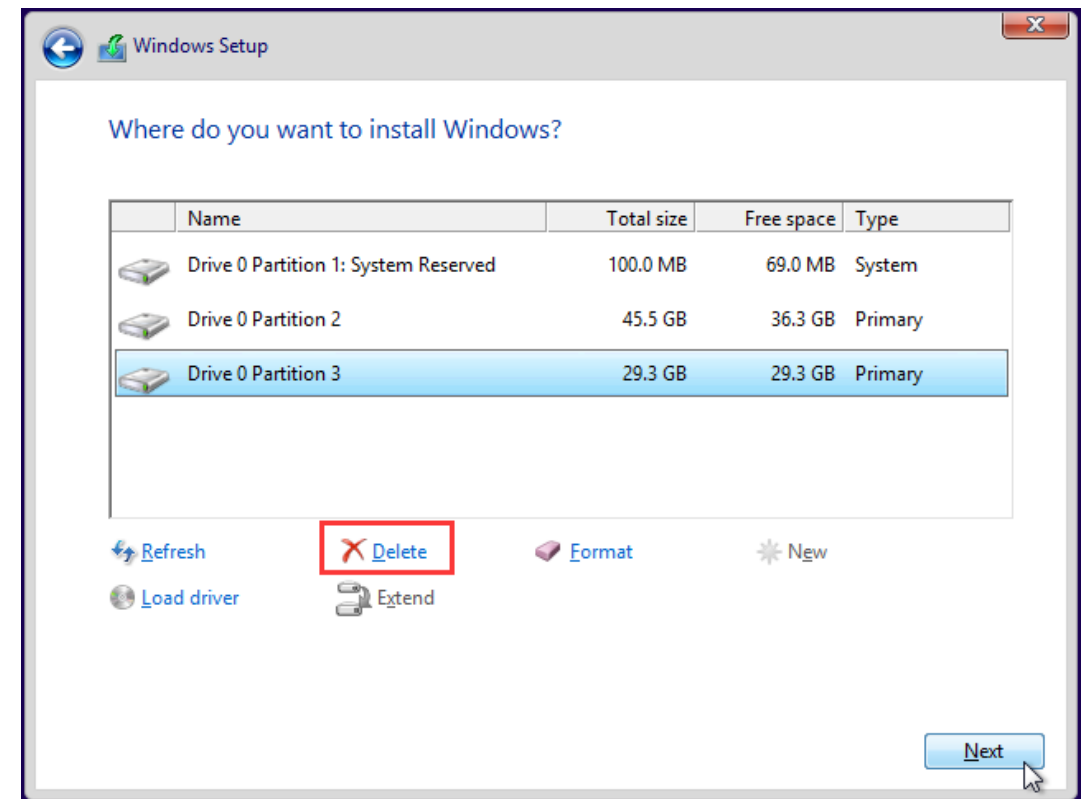 Windows Setup
Where do you want to install Windows?
Name Total size Free space Type
Drive 0 Partition 1: System Reserved 100.0 MB 69.0 MB System
Drive 0 Partition 2 45.5 GB 36.3 GB Primary
Drive 0 Partition 3 29.3 GB 29.3 GB Primary
Refresh Delete Format New
Load driver Extend
Next